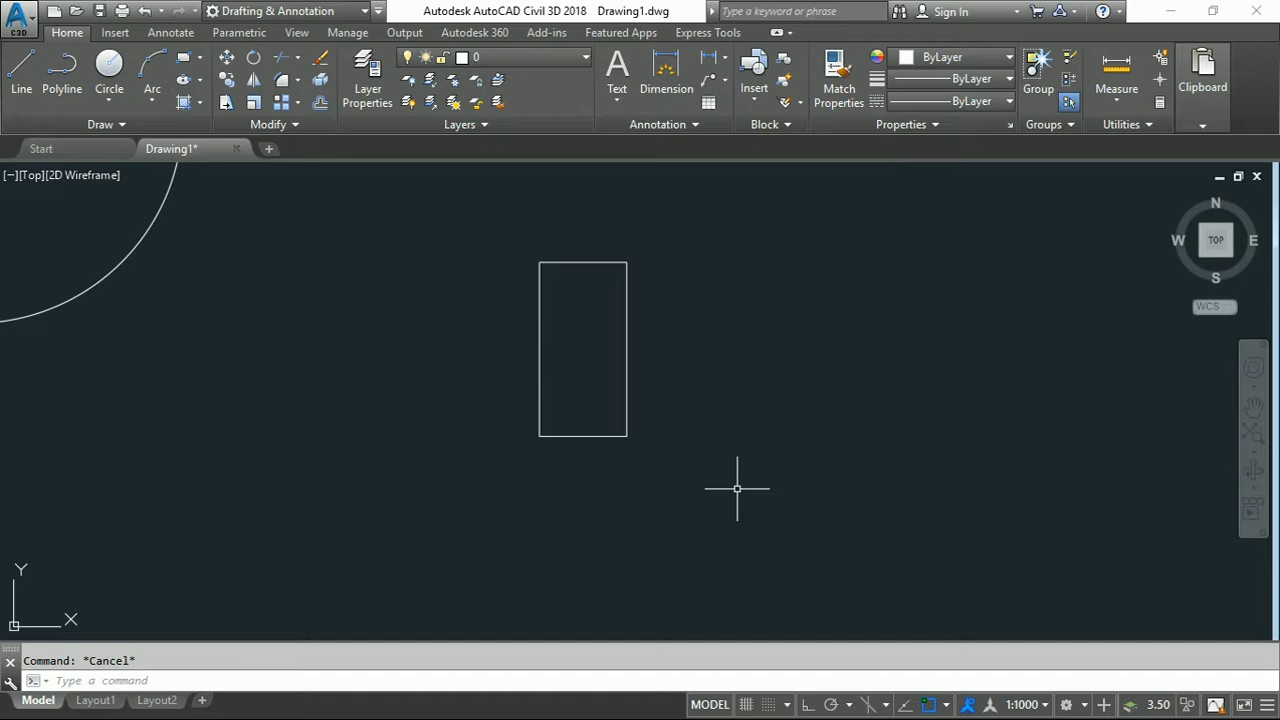 Drafting & Annotation
Autodesk AutoCAD Civil 3D 2018 Drawing1.dwg
Type a keyword or phrase
Sign In
C3D
Home Insert Annotate Parametric View Manage Output Autodesk 360 Add-ins Featured Apps Express Tools
0
ByLayer
ByLayer
ByLayer
Line Polyline Circle Arc
Layer Properties
Text Dimension
Insert
Match Properties
Group
Measure
Clipboard
Draw Modify Layers Annotation Block Properties Groups Utilities
Start Drawing1*
[−][Top][2D Wireframe]
N
W TOP E
S
WCS
Y
X
Command: *Cancel*
Type a command
Model Layout1 Layout2
MODEL 1:1000 3.50